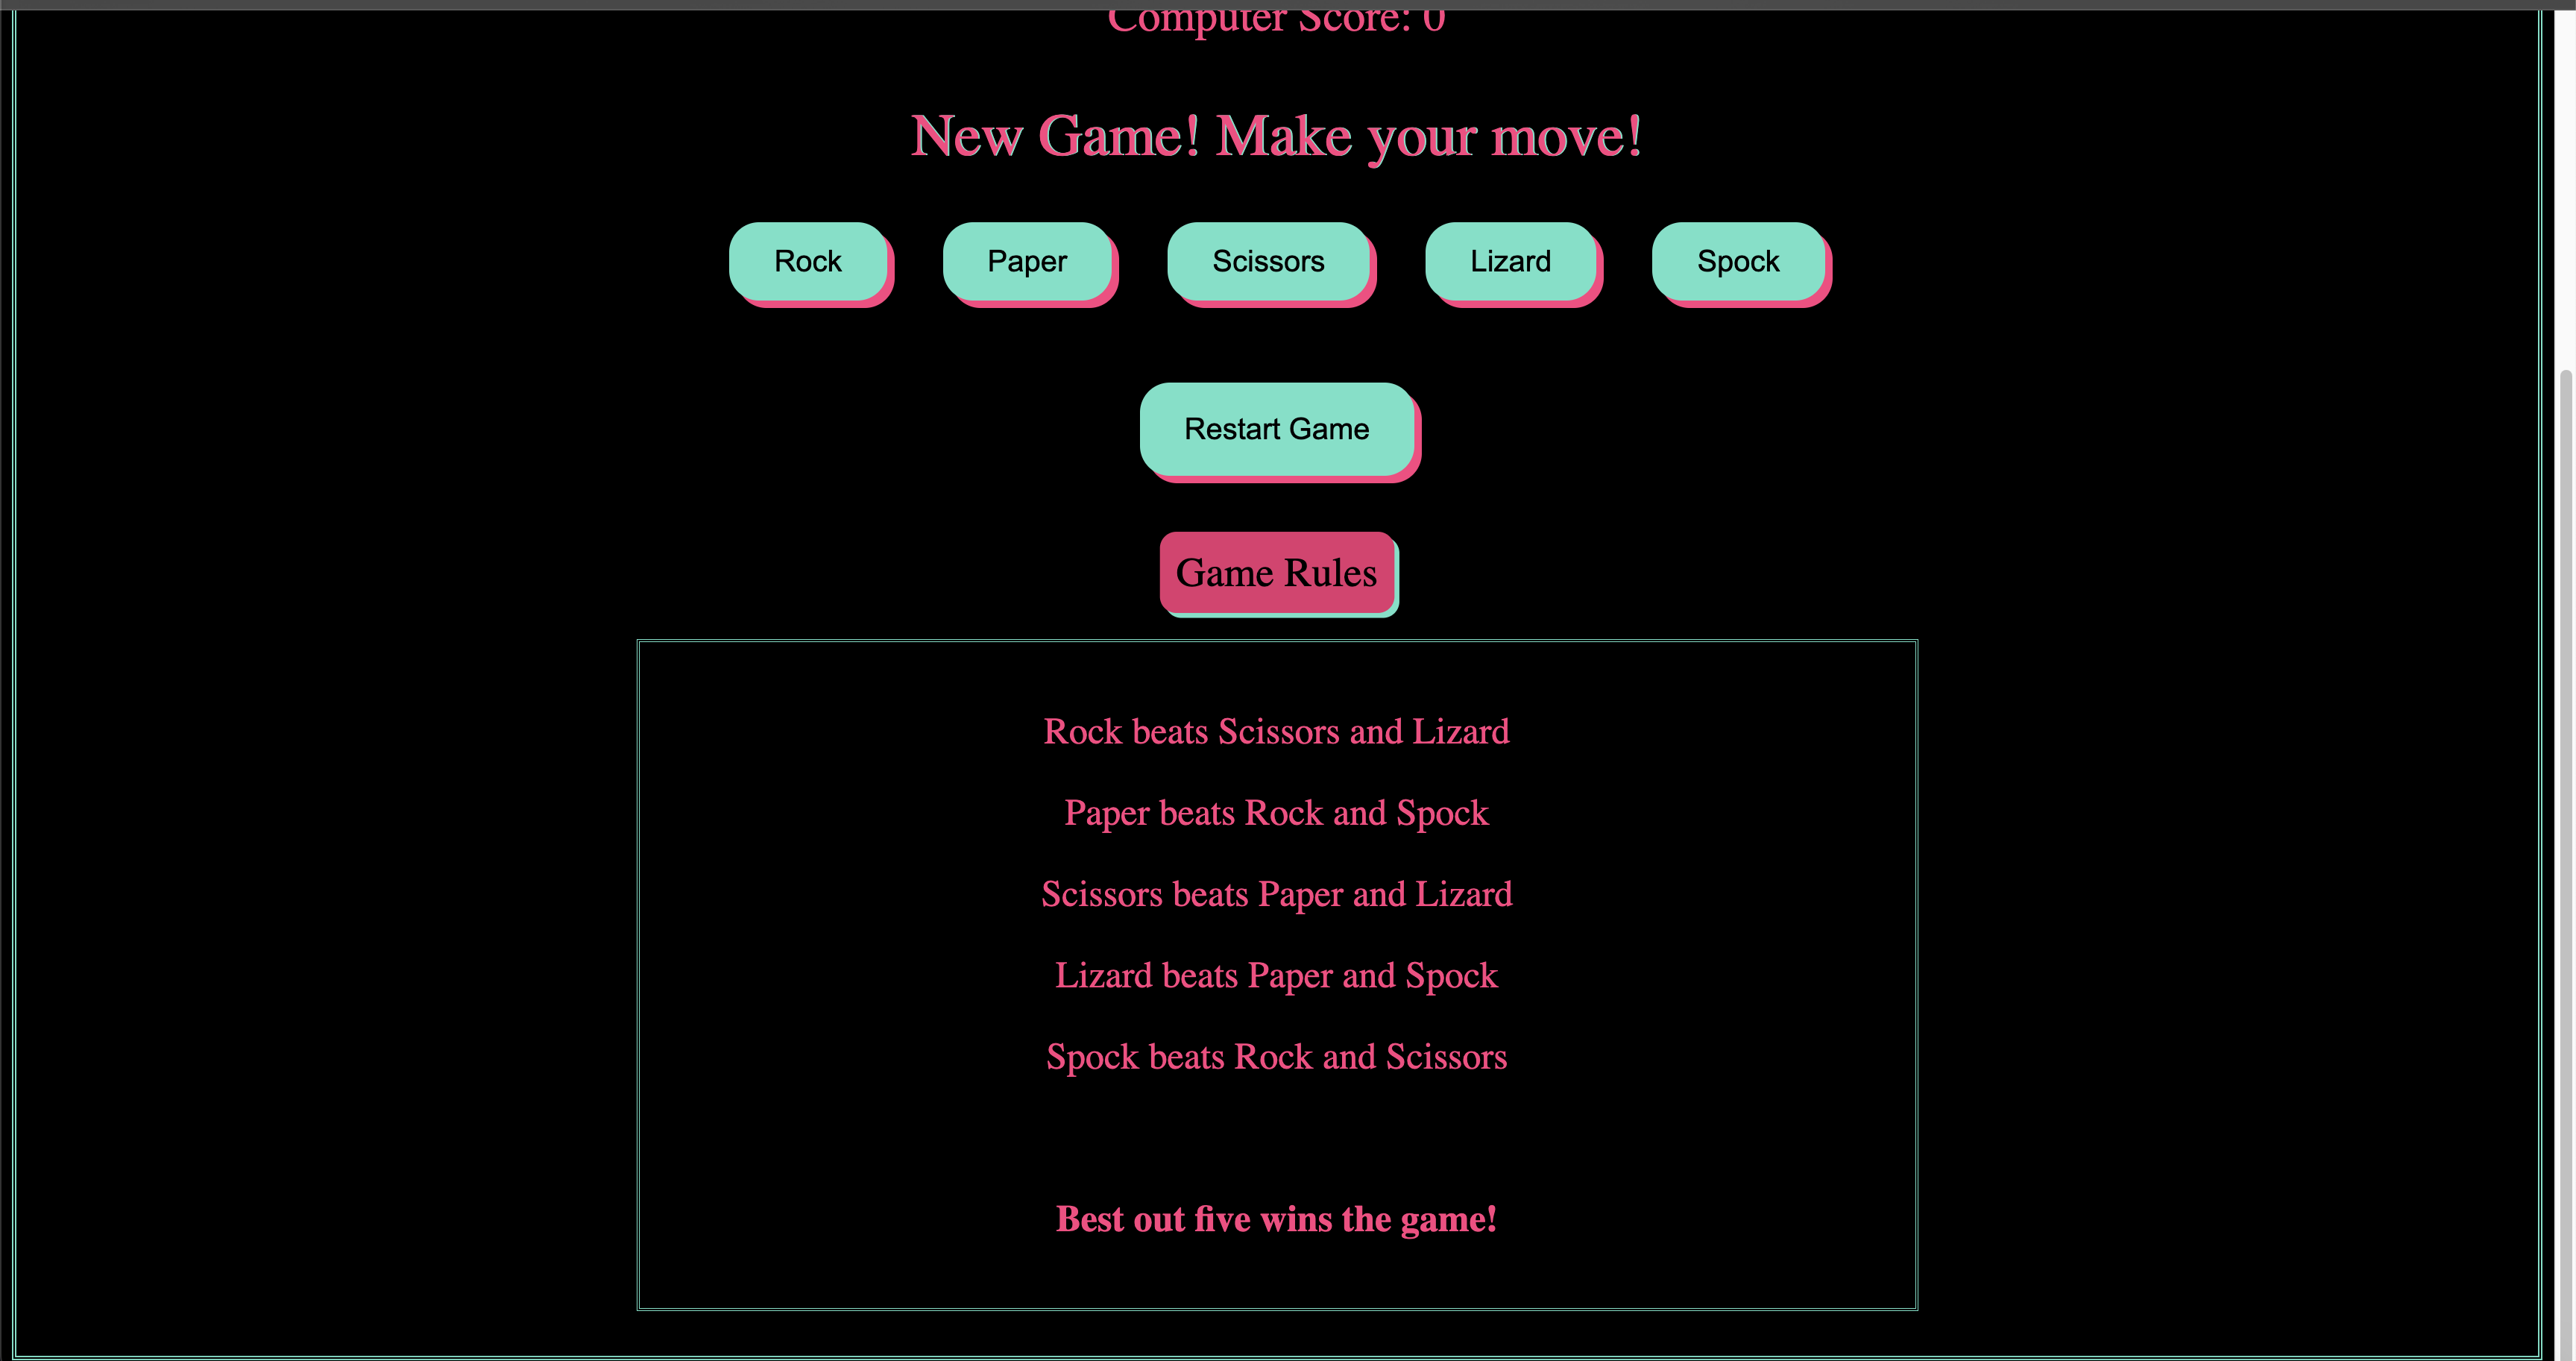 Computer Score: 0
New Game! Make your move!
Rock Paper Scissors Lizard Spock
Restart Game
Game Rules
Rock beats Scissors and Lizard
Paper beats Rock and Spock
Scissors beats Paper and Lizard
Lizard beats Paper and Spock
Spock beats Rock and Scissors
Best out five wins the game!